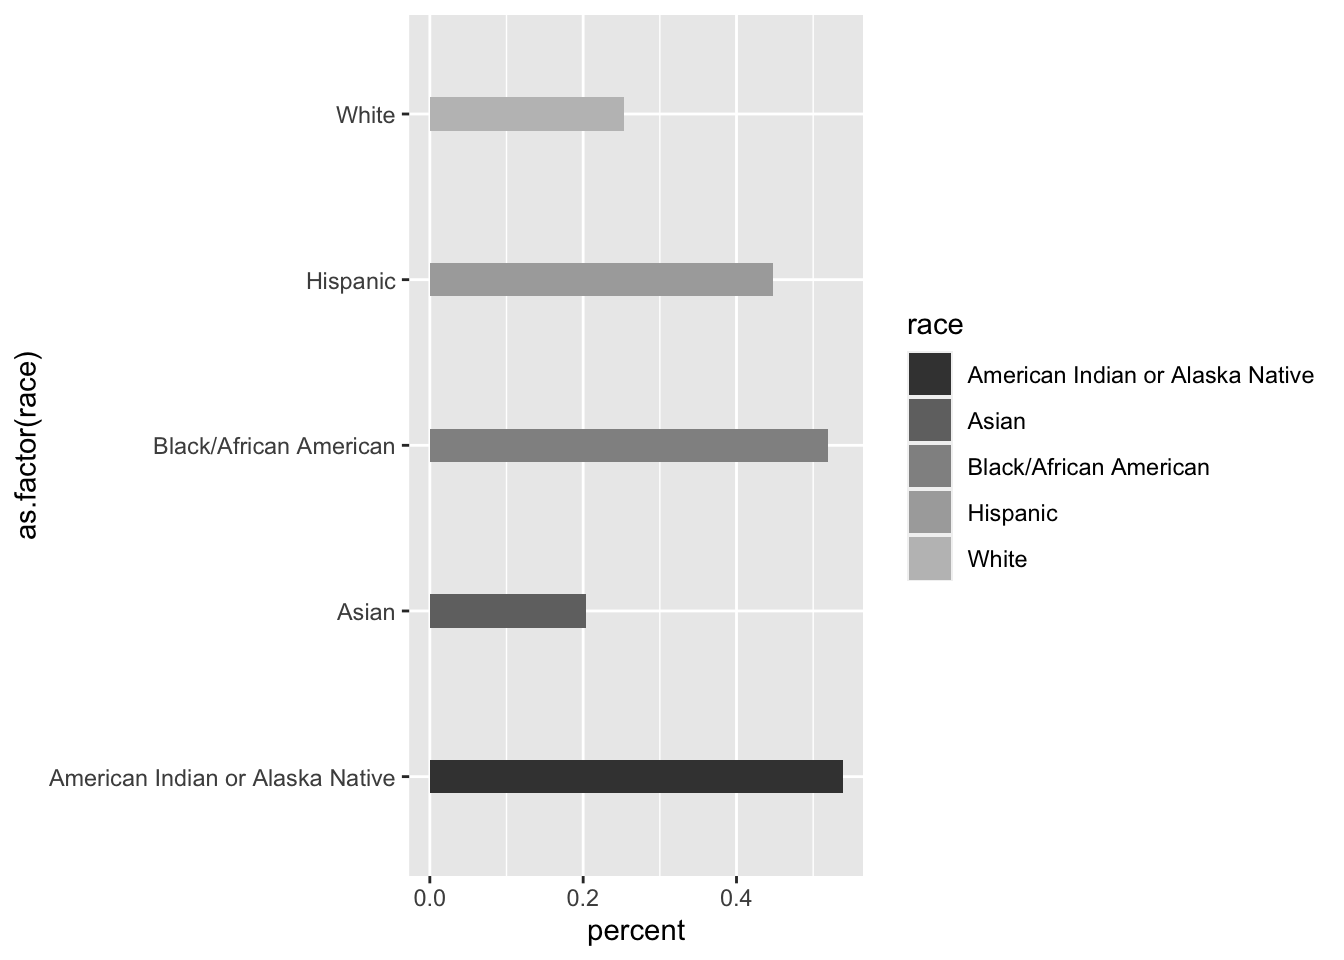 White
Hispanic
Black/African American
Asian
American Indian or Alaska Native
as.factor(race)
0.0 0.2 0.4
percent
race
American Indian or Alaska Native
Asian
Black/African American
Hispanic
White